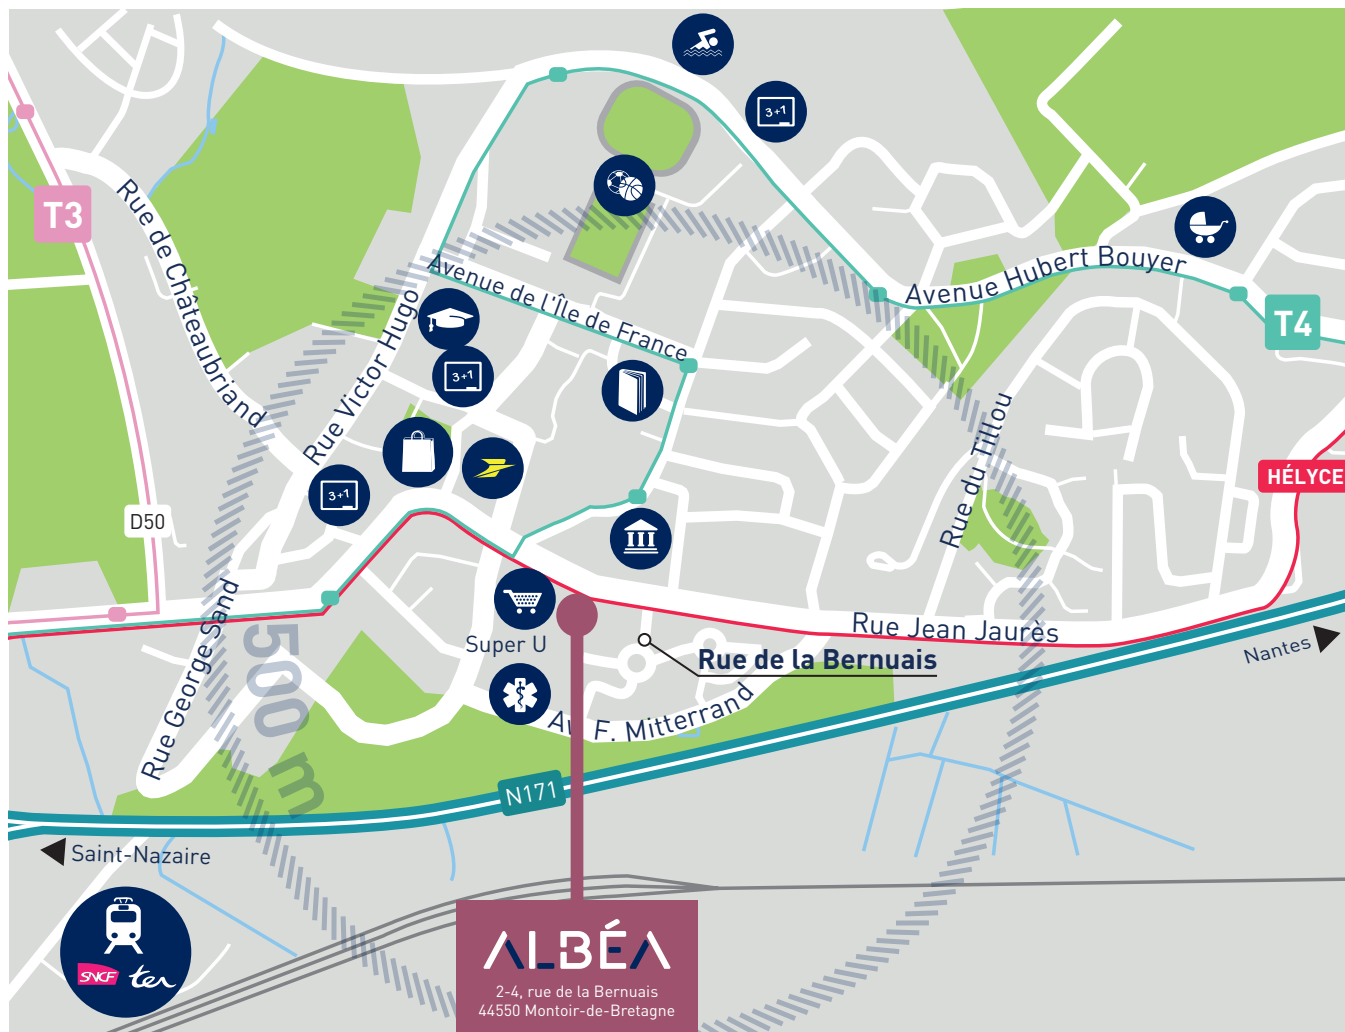 3+1
T3
Rue de Châteaubriand
Avenue de l'Île de France
Avenue Hubert Bouyer
T4
Rue Victor Hugo
3+1
Rue du Tillou
HÉLYCE
3+1
D50
Rue George Sand
500 m
Super U
Rue Jean Jaurès
Rue de la Bernuais
Nantes
Av. F. Mitterrand
N171
Saint-Nazaire
SNCF
ter
ALBÉA
2-4, rue de la Bernuais
44550 Montoir-de-Bretagne